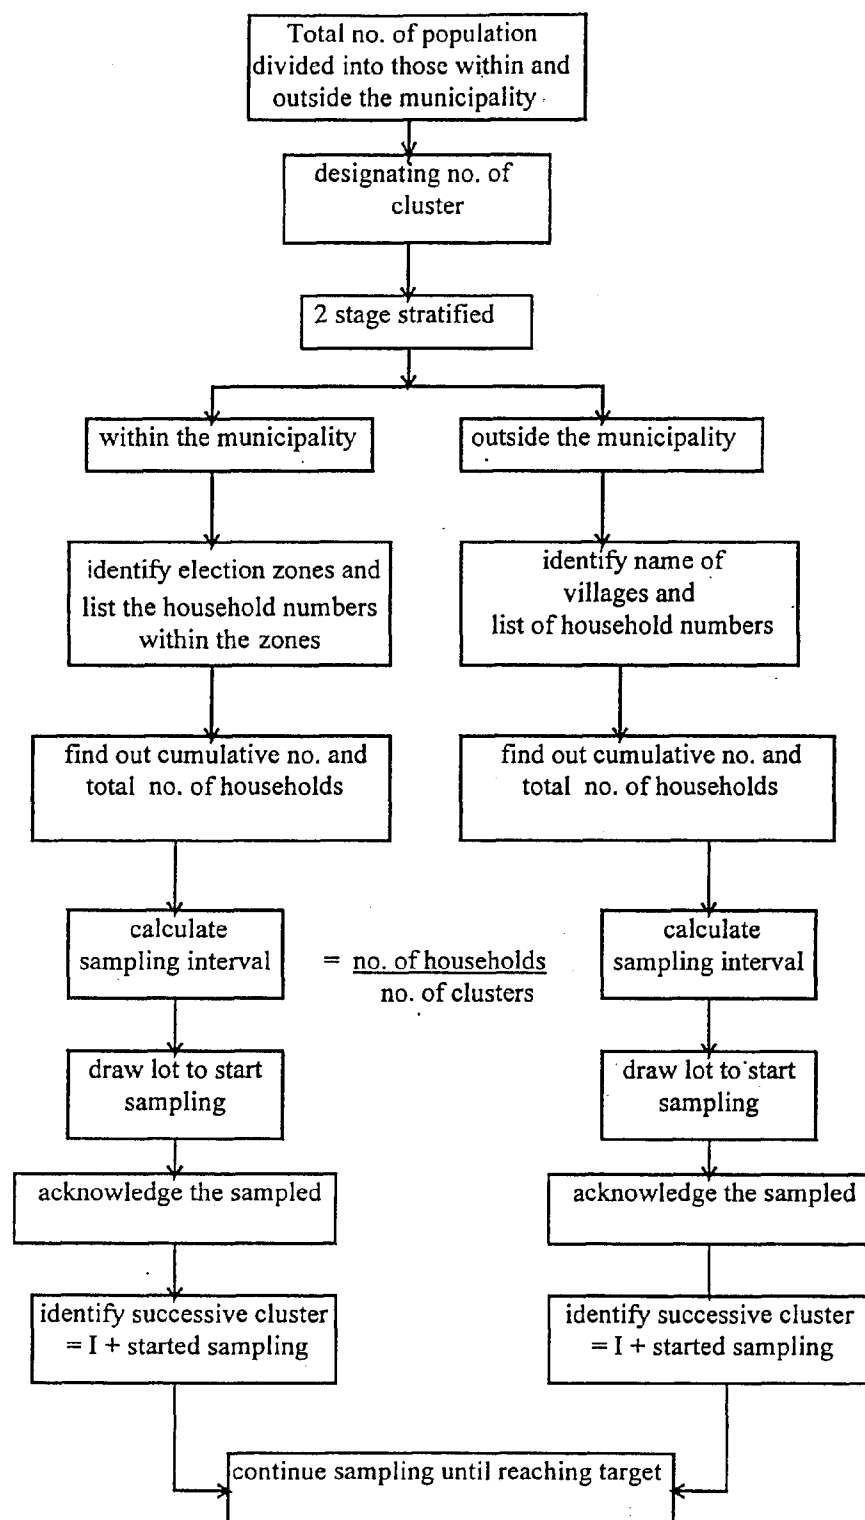 Total no. of population
divided into those within and
outside the municipality
designating no. of
cluster
2 stage stratified
within the municipality
outside the municipality
identify election zones and
list the household numbers
within the zones
identify name of
villages and
list of household numbers
find out cumulative no. and
total no. of households
find out cumulative no. and
total no. of households
calculate
sampling interval
= no. of households
no. of clusters
calculate
sampling interval
draw lot to start
sampling
draw lot to start
sampling
acknowledge the sampled
acknowledge the sampled
identify successive cluster
= I + started sampling
identify successive cluster
= I + started sampling
continue sampling until reaching target